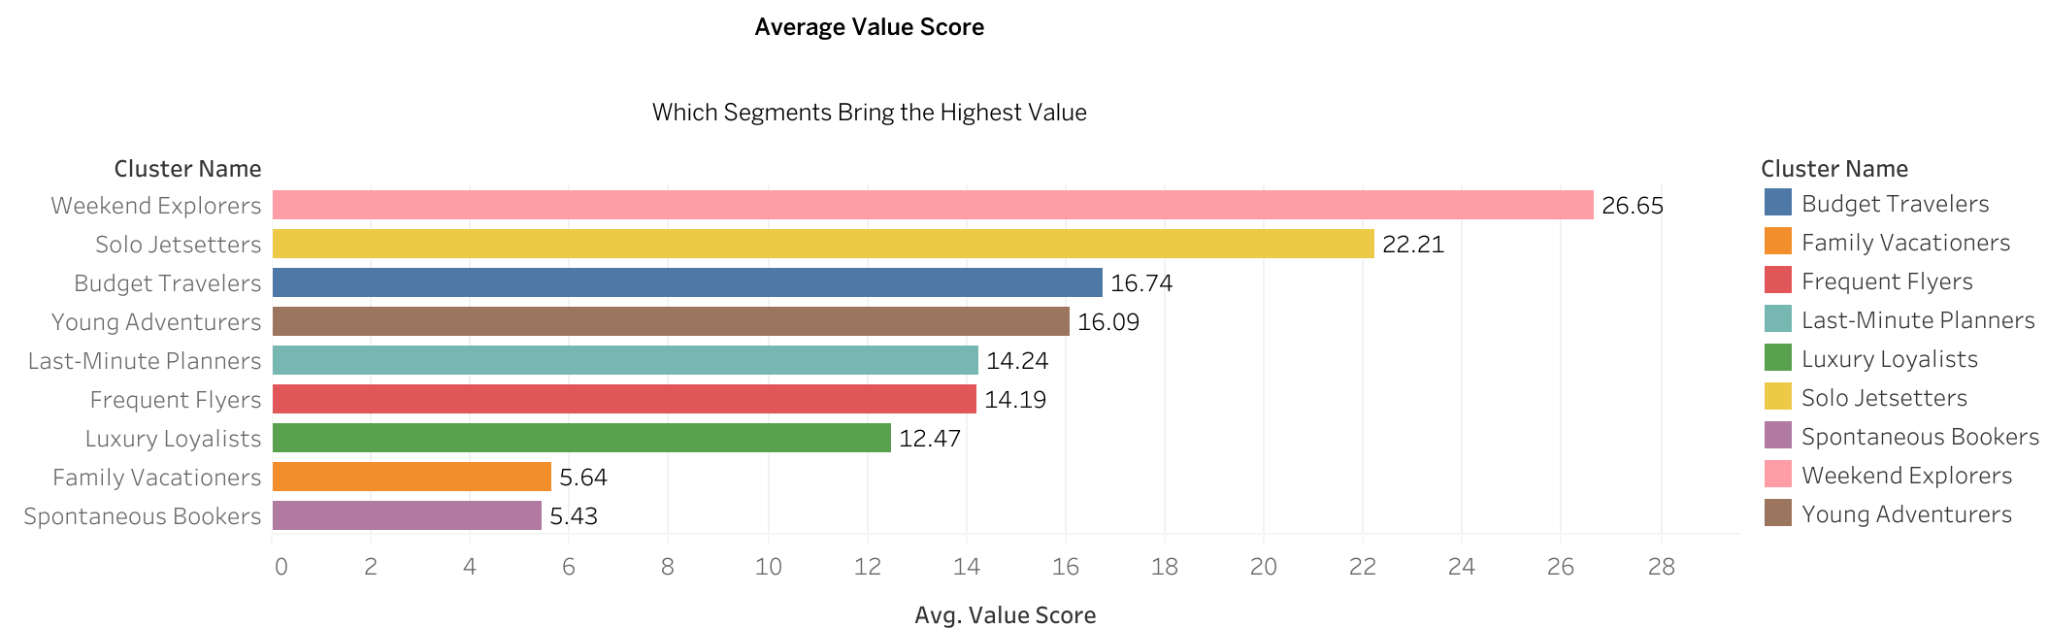 Average Value Score
Which Segments Bring the Highest Value
Cluster Name
Weekend Explorers 26.65
Solo Jetsetters 22.21
Budget Travelers 16.74
Young Adventurers 16.09
Last-Minute Planners 14.24
Frequent Flyers 14.19
Luxury Loyalists 12.47
Family Vacationers 5.64
Spontaneous Bookers 5.43
0 2 4 6 8 10 12 14 16 18 20 22 24 26 28
Avg. Value Score
Cluster Name
Budget Travelers
Family Vacationers
Frequent Flyers
Last-Minute Planners
Luxury Loyalists
Solo Jetsetters
Spontaneous Bookers
Weekend Explorers
Young Adventurers